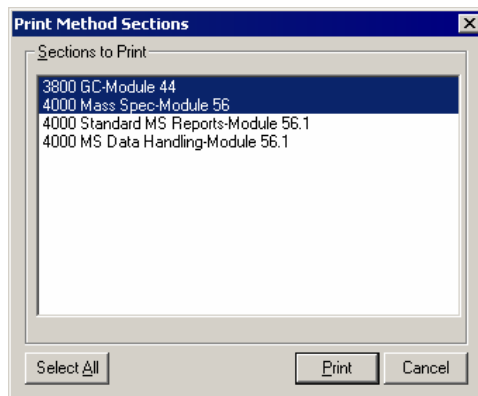 Print Method Sections
Sections to Print
3800 GC-Module 44
4000 Mass Spec-Module 56
4000 Standard MS Reports-Module 56.1
4000 MS Data Handling-Module 56.1
Select All Print Cancel